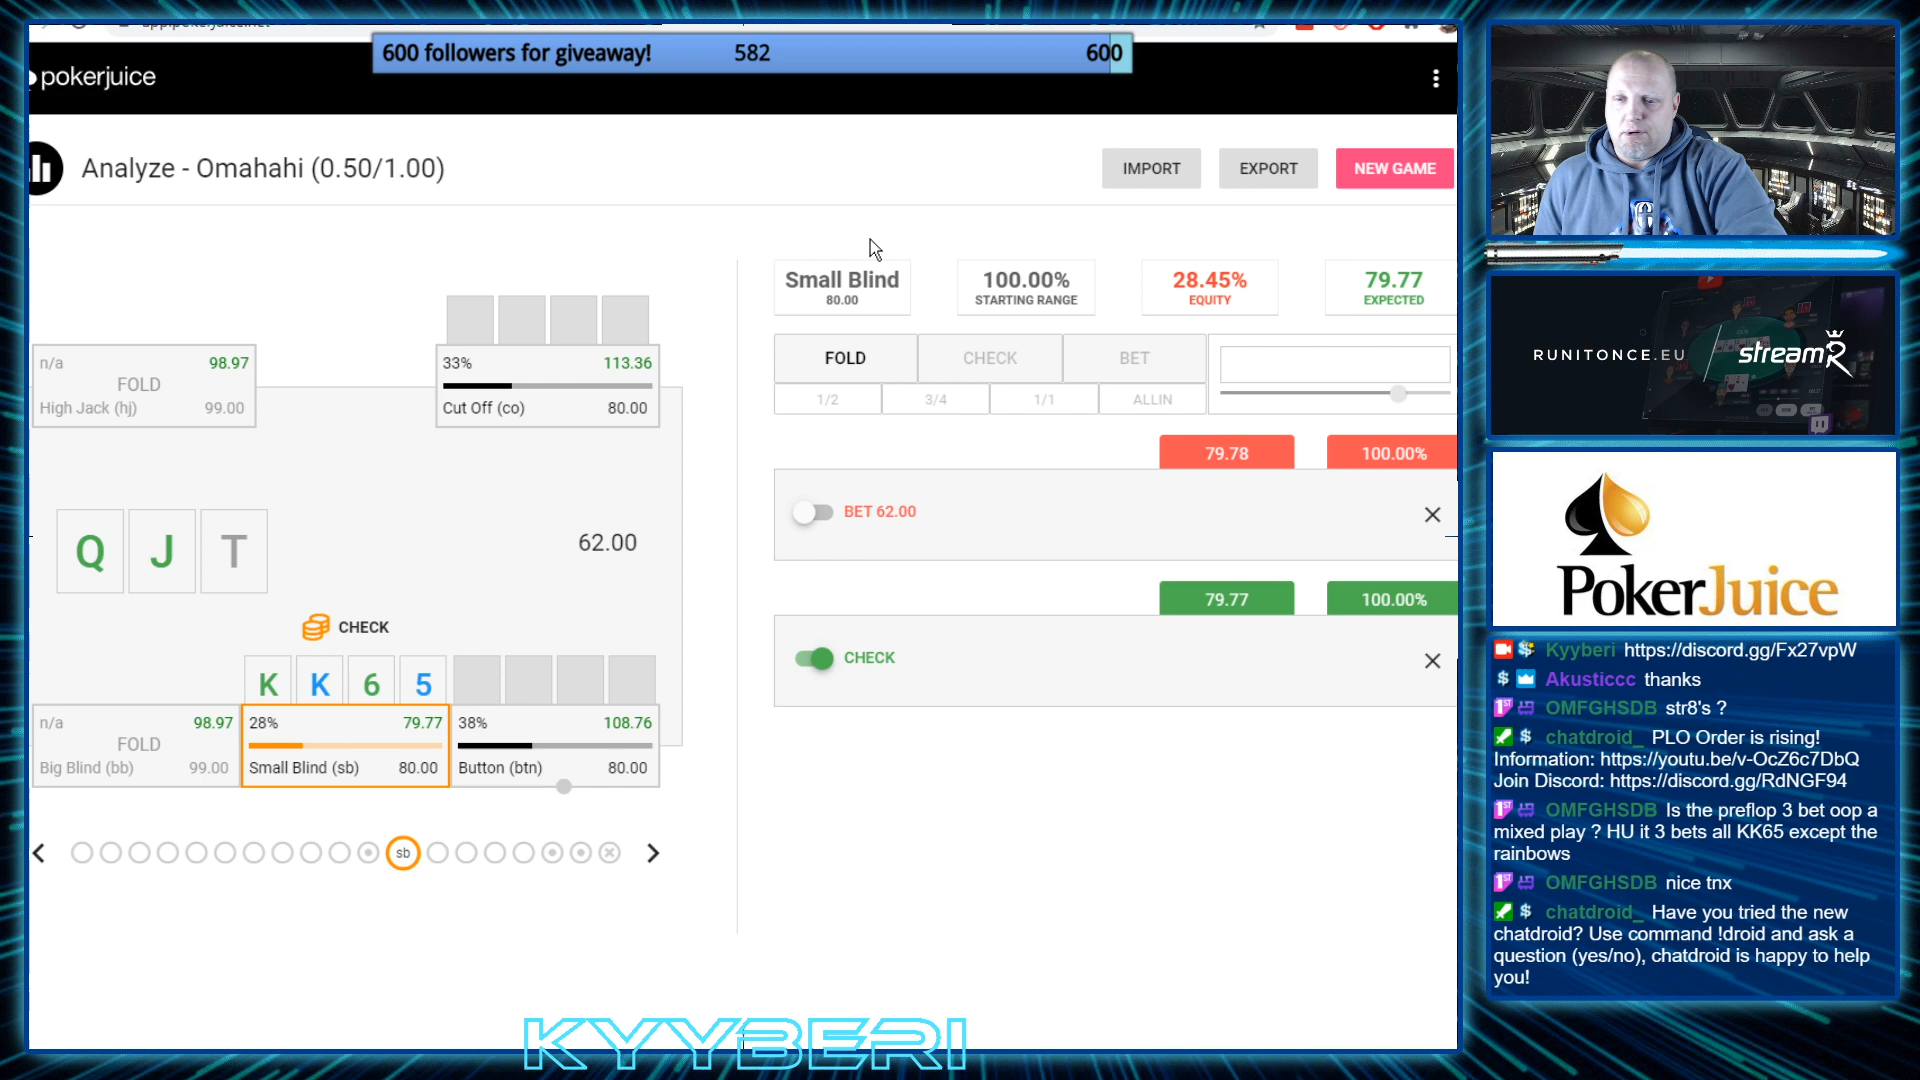 600 followers for giveaway! 582 600
pokerjuice
Analyze - Omahahi (0.50/1.00)
IMPORT EXPORT NEW GAME
Small Blind
80.00
100.00%
STARTING RANGE
28.45%
EQUITY
79.77
EXPECTED
FOLD CHECK BET
1/2 3/4 1/1 ALLIN
n/a 98.97
FOLD
High Jack (hj) 99.00
33% 113.36
Cut Off (co) 80.00
79.78 100.00%
BET 62.00
Q J T
62.00
CHECK
79.77 100.00%
CHECK
K K 6 5
n/a 98.97
FOLD
Big Blind (bb) 99.00
28% 79.77
Small Blind (sb) 80.00
38% 108.76
Button (btn) 80.00
sb
KYYBERI
RUNITONCE.EU streamR
PokerJuice
Kyyberi https://discord.gg/Fx27vpW
Akusticcc thanks
OMFGHSDB str8's ?
chatdroid_ PLO Order is rising!
Information: https://youtu.be/v-OcZ6c7DbQ
Join Discord: https://discord.gg/RdNGF94
OMFGHSDB Is the preflop 3 bet oop a
mixed play ? HU it 3 bets all KK65 except the
rainbows
OMFGHSDB nice tnx
chatdroid_ Have you tried the new
chatdroid? Use command !droid and ask a
question (yes/no), chatdroid is happy to help
you!